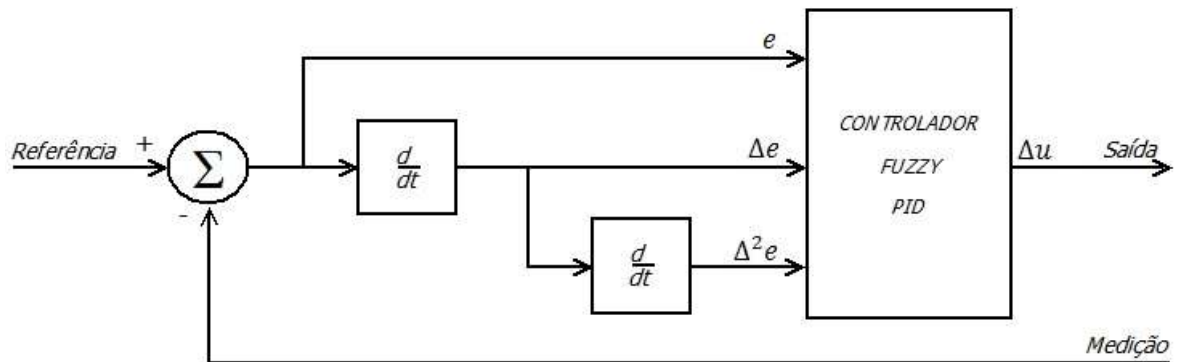 e
Referência
+
Σ
-
d
dt
Δe
d
dt
Δ²e
CONTROLADOR
FUZZY
PID
Δu
Saída
Medição